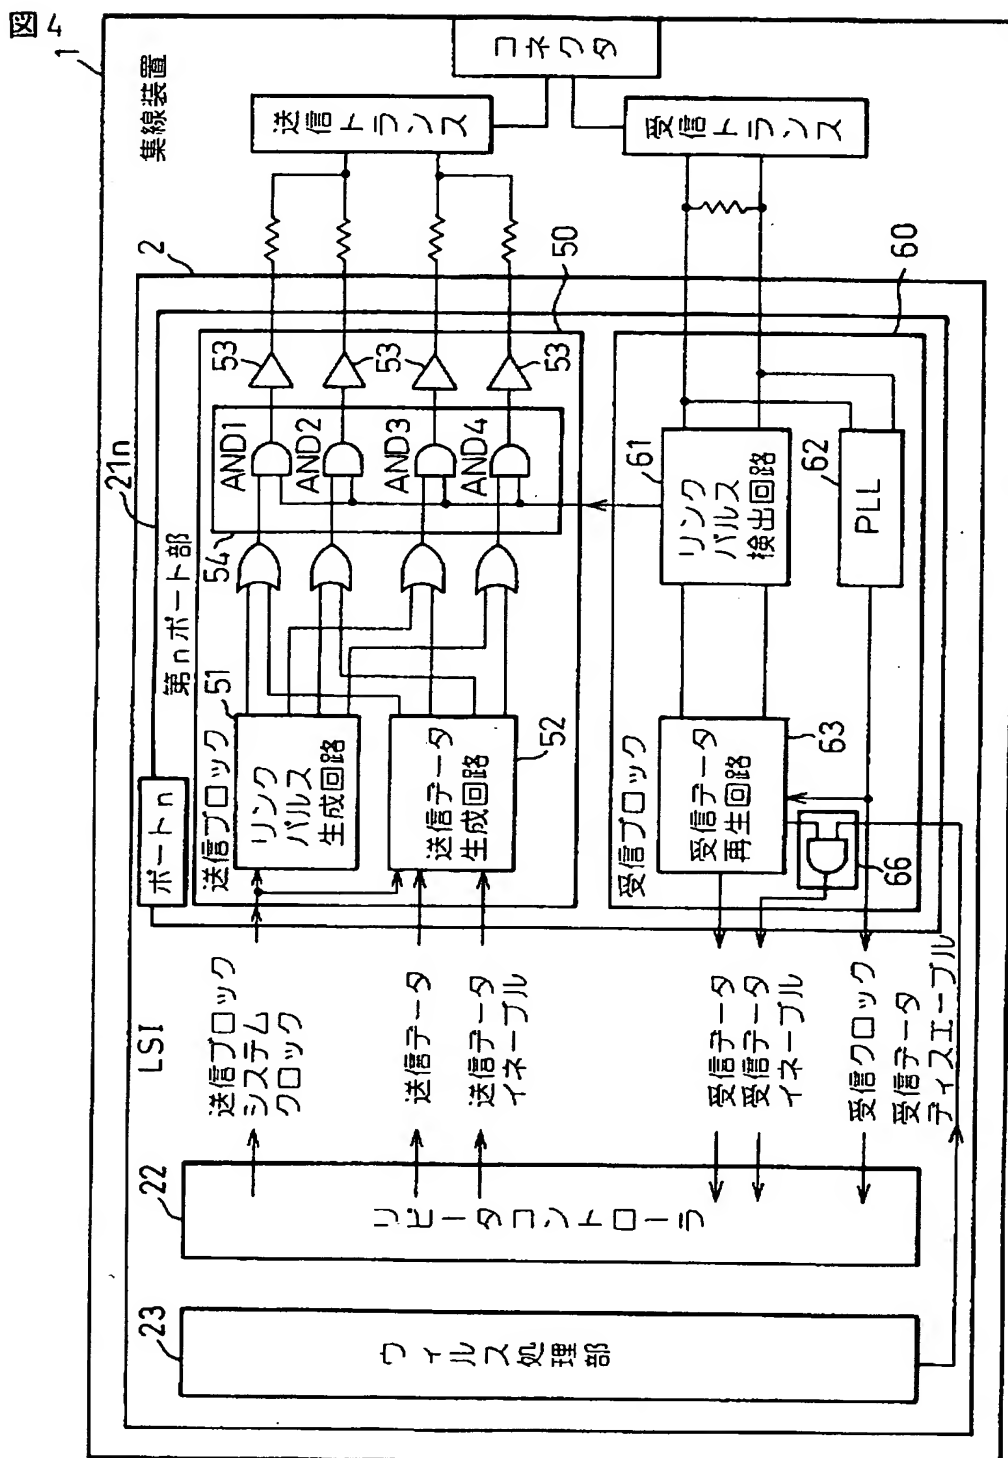 図4
1
集線装置
コネクタ
送信トランス
受信トランス
2
LSI
21n
ポートn
第nポート部
50
送信ブロック
51
リンク
パルス
生成回路
52
送信データ
生成回路
54
AND1
AND2
AND3
AND4
53
53
53
53
60
受信ブロック
61
リンク
パルス
検出回路
62
PLL
63
受信データ
再生回路
66
送信ブロック
システム
クロック
送信データ
送信データ
イネーブル
受信データ
受信データ
イネーブル
受信クロック
受信データ
ディスエーブル
22
リピータコントローラ
23
ウィルス処理部